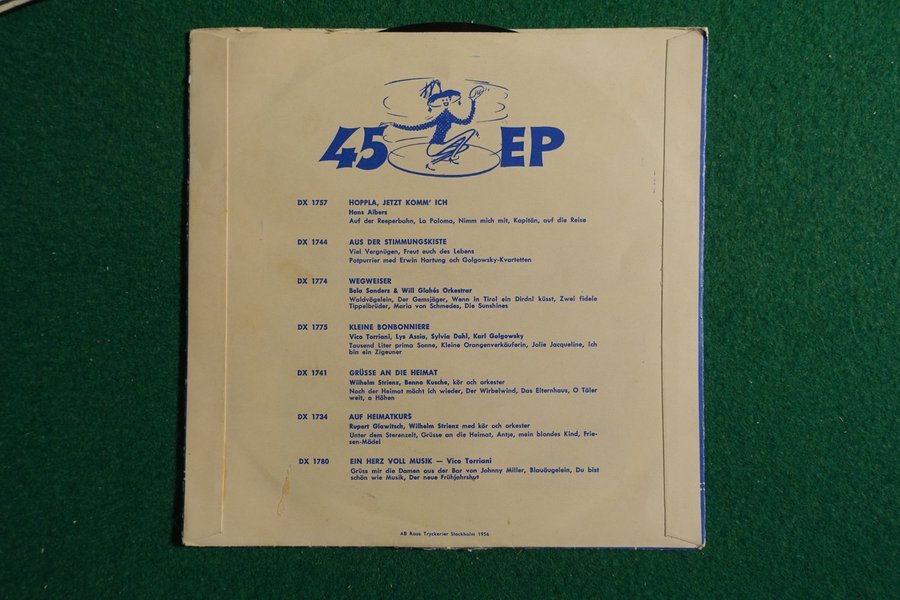 45 EP
DX 1757 HOPPLA, JETZT KOMM' ICH
Hans Albers
Auf der Reeperbahn, La Paloma, Nimm mich mit, Kapitän, auf die Reise
DX 1744 AUS DER STIMMUNGSKISTE
Viel Vergnügen, Freut euch des Lebens
Potpurrier med Erwin Hartung och Golgowsky-Kvartetten
DX 1774 WEGWEISER
Bela Sanders & Will Glahés Orkestrar
Waldvögelein, Der Gamsjäger, Wenn in Tirol ein Dirdnl küsst, Zwei fidele
Tippelbrüder, Maria von Schmedes, Die Sunshines
DX 1775 KLEINE BONBONNIERE
Vico Torriani, Lys Assia, Sylvia Dahl, Karl Golgowsky
Tausend Liter prima Sonne, Kleine Orangenverkäuferin, Jolie Jacqueline, Ich
bin ein Zigeuner
DX 1741 GRÜSSE AN DIE HEIMAT
Wilhelm Strienz, Benno Kusche, kör och orkester
Nach der Heimat möcht ich wieder, Der Wirbelwind, Das Elternhaus, O Täler
weit, o Höhen
DX 1734 AUF HEIMATKURS
Rupert Glawitsch, Wilhelm Strienz med kör och orkester
Unter dem Sterenzelt, Grüsse an die Heimat, Antje, mein blondes Kind, Frie-
sen-Mädel
DX 1780 EIN HERZ VOLL MUSIK — Vico Torriani
Grüss mir die Damen aus der Bar von Johnny Miller, Blauäugelein, Du bist
schön wie Musik, Der neue Frühjahrshut
AB Roos Tryckerier Stockholm 1956